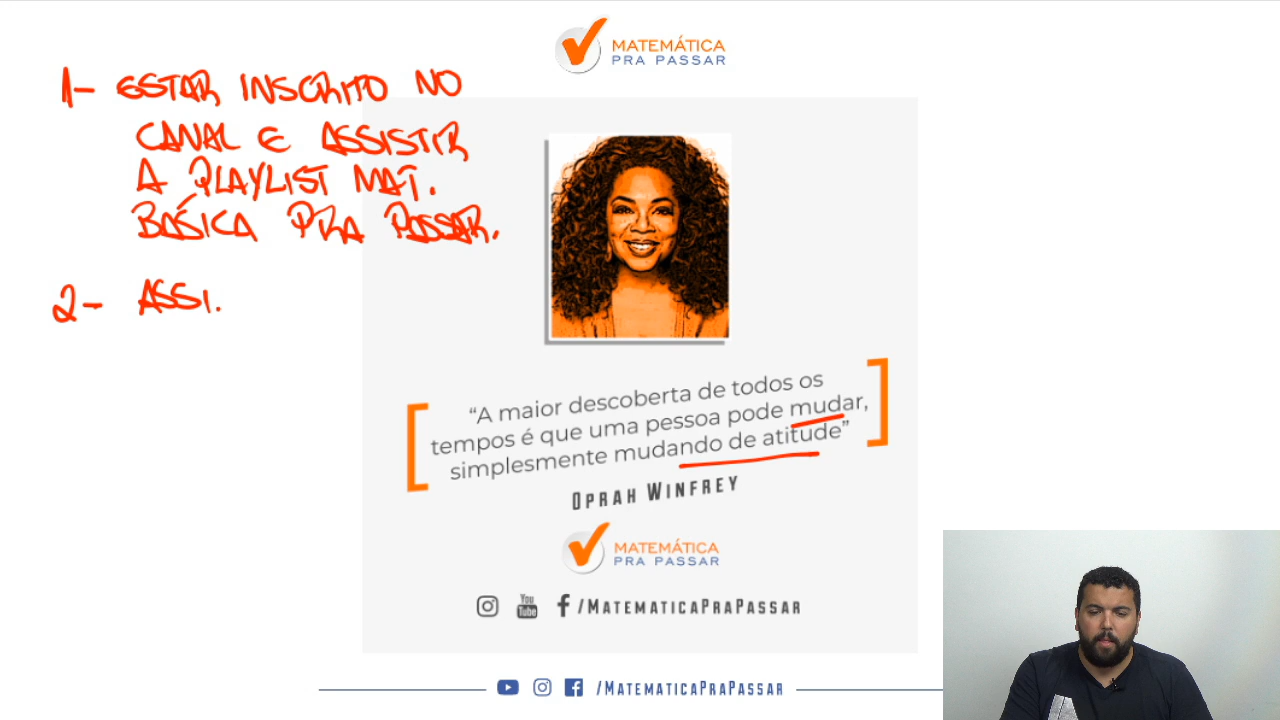 MATEMÁTICA
PRA PASSAR
1- ESTAR INSCRITO NO
CANAL E ASSISTIR
A PLAYLIST MAT.
BÁSICA PRA PASSAR.
2- ASSI.
“A maior descoberta de todos os
tempos é que uma pessoa pode mudar,
simplesmente mudando de atitude”
OPRAH WINFREY
MATEMÁTICA
PRA PASSAR
You
Tube
/MATEMATICAPRAPASSAR
/MATEMATICAPRAPASSAR